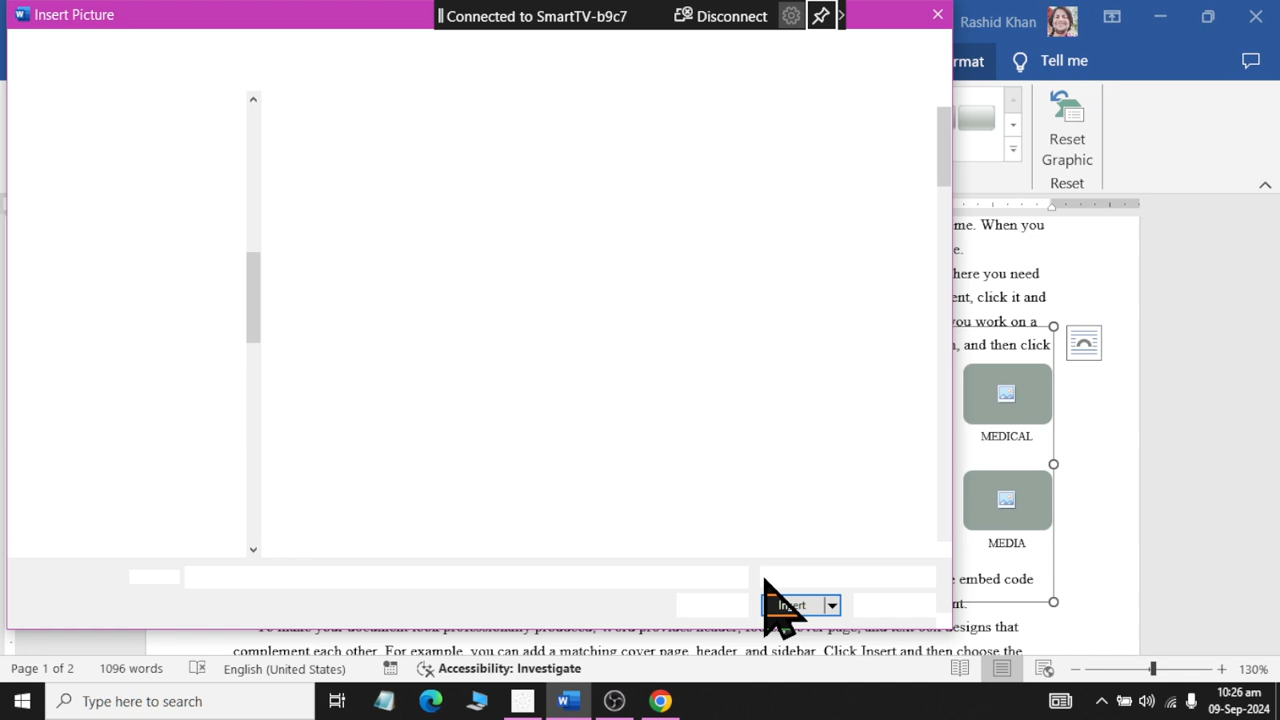 Insert Picture
Connected to SmartTV-b9c7
Disconnect
Rashid Khan
rmat
Tell me
Reset
Graphic
Reset
me. When you
e.
here you need
ent, click it and
you work on a
n, and then click
MEDICAL
MEDIA
e embed code
nt.
Insert
complement each other. For example, you can add a matching cover page, header, and sidebar. Click Insert and then choose the
Page 1 of 2
1096 words
English (United States)
Accessibility: Investigate
130%
Type here to search
10:26 am
09-Sep-2024